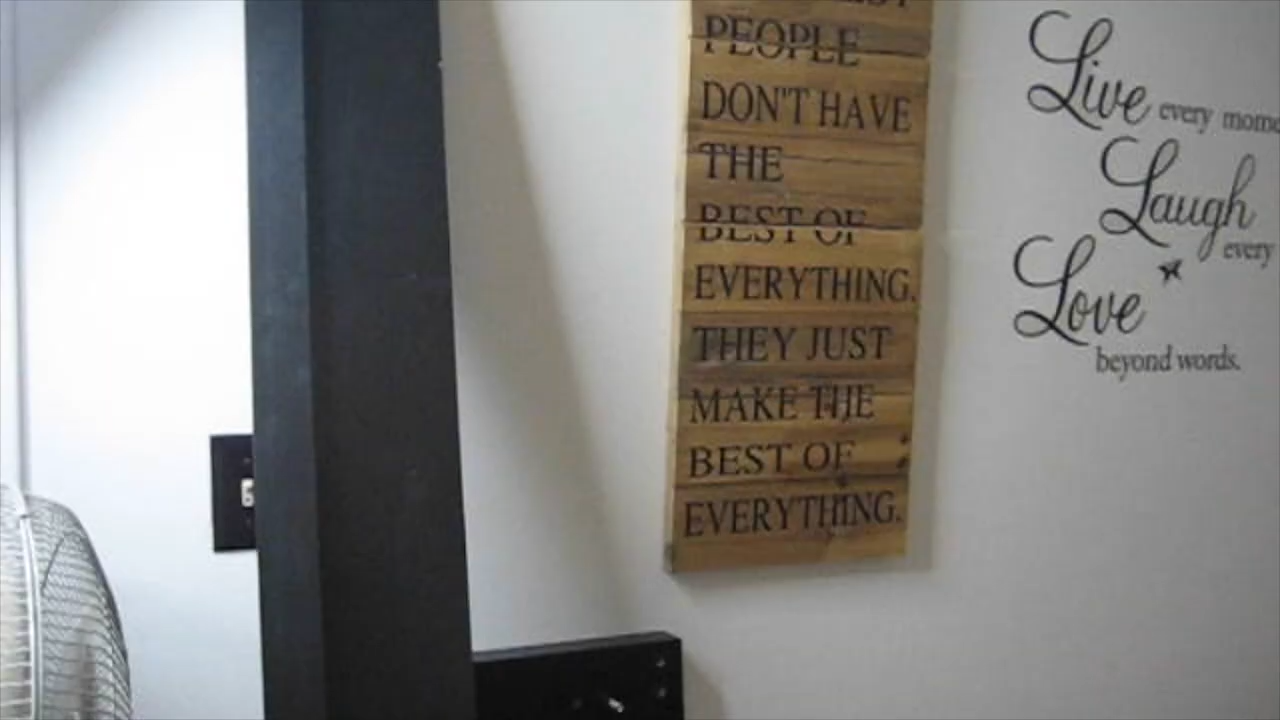 PEOPLE
DON'T HAVE
THE
BEST OF
EVERYTHING.
THEY JUST
MAKE THE
BEST OF
EVERYTHING.
Live every
Laugh
every
Love
beyond words.